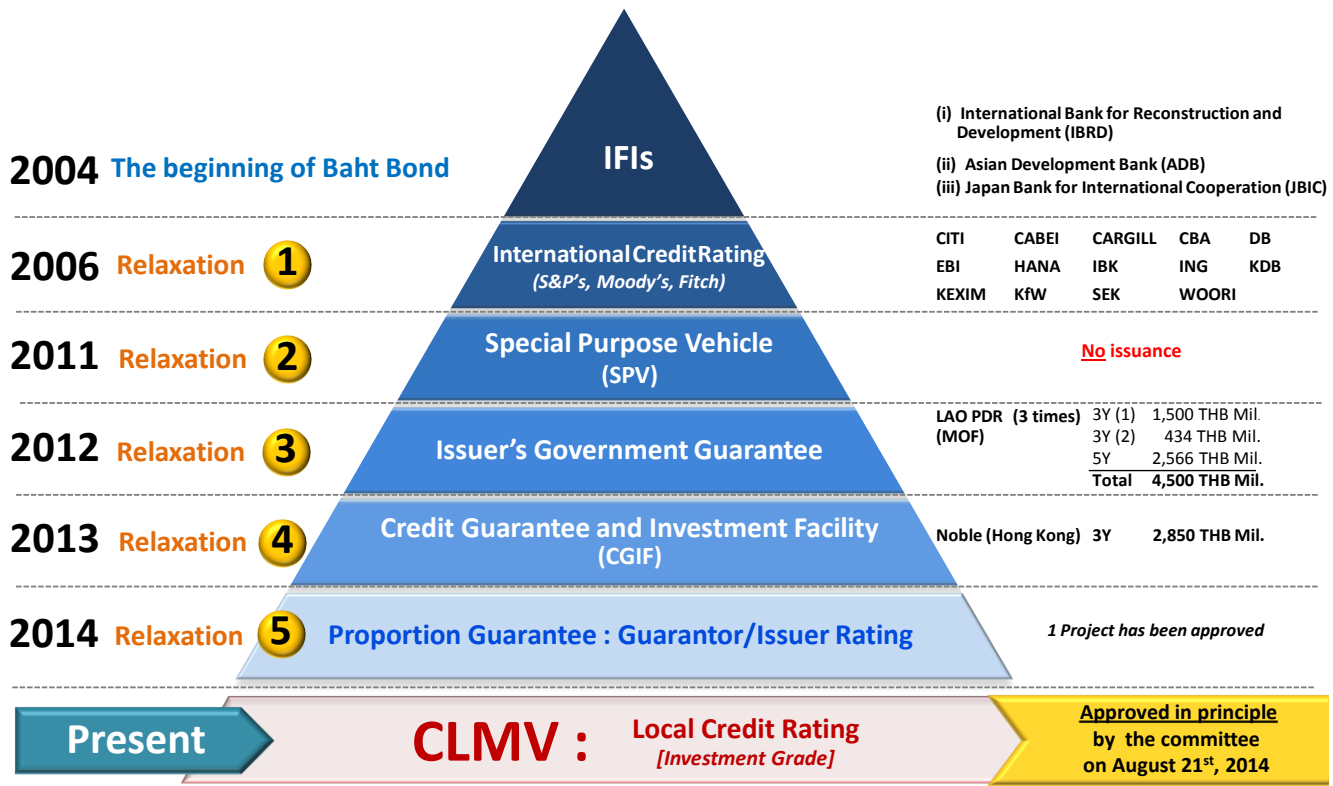 2004 The beginning of Baht Bond
IFIs
(i) International Bank for Reconstruction and
Development (IBRD)
(ii) Asian Development Bank (ADB)
(iii) Japan Bank for International Cooperation (JBIC)
2006 Relaxation 1
International Credit Rating
(S&P's, Moody's, Fitch)
CITI CABEI CARGILL CBA DB
EBI HANA IBK ING KDB
KEXIM KfW SEK WOORI
2011 Relaxation 2
Special Purpose Vehicle
(SPV)
No issuance
2012 Relaxation 3
Issuer's Government Guarantee
LAO PDR (3 times) 3Y (1) 1,500 THB Mil.
(MOF) 3Y (2) 434 THB Mil.
5Y 2,566 THB Mil.
Total 4,500 THB Mil.
2013 Relaxation 4
Credit Guarantee and Investment Facility
(CGIF)
Noble (Hong Kong) 3Y 2,850 THB Mil.
2014 Relaxation 5
Proportion Guarantee : Guarantor/Issuer Rating
1 Project has been approved
Present
CLMV :
Local Credit Rating
[Investment Grade]
Approved in principle
by the committee
on August 21st, 2014